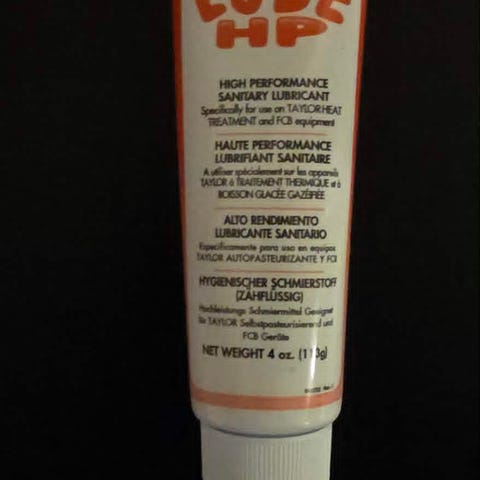 LUBE
HP
HIGH PERFORMANCE
SANITARY LUBRICANT
Specifically for use on TAYLOR HEAT
TREATMENT and FCB equipment
HAUTE PERFORMANCE
LUBRIFIANT SANITAIRE
A utiliser spécialement sur les appareils
TAYLOR à TRAITEMENT THERMIQUE et à
BOISSON GLACÉE GAZÉIFIÉE
ALTO RENDIMIENTO
LUBRICANTE SANITARIO
Específicamente para uso en equipos
TAYLOR AUTOPASTEURIZANTE Y FCB
HYGIENISCHER SCHMIERSTOFF
(ZÄHFLÜSSIG)
Hochleistungs Schmiermittel Geeignet
für TAYLOR Selbstpasteurisierend und
FCB Geräte
NET WEIGHT 4 oz. (113g)